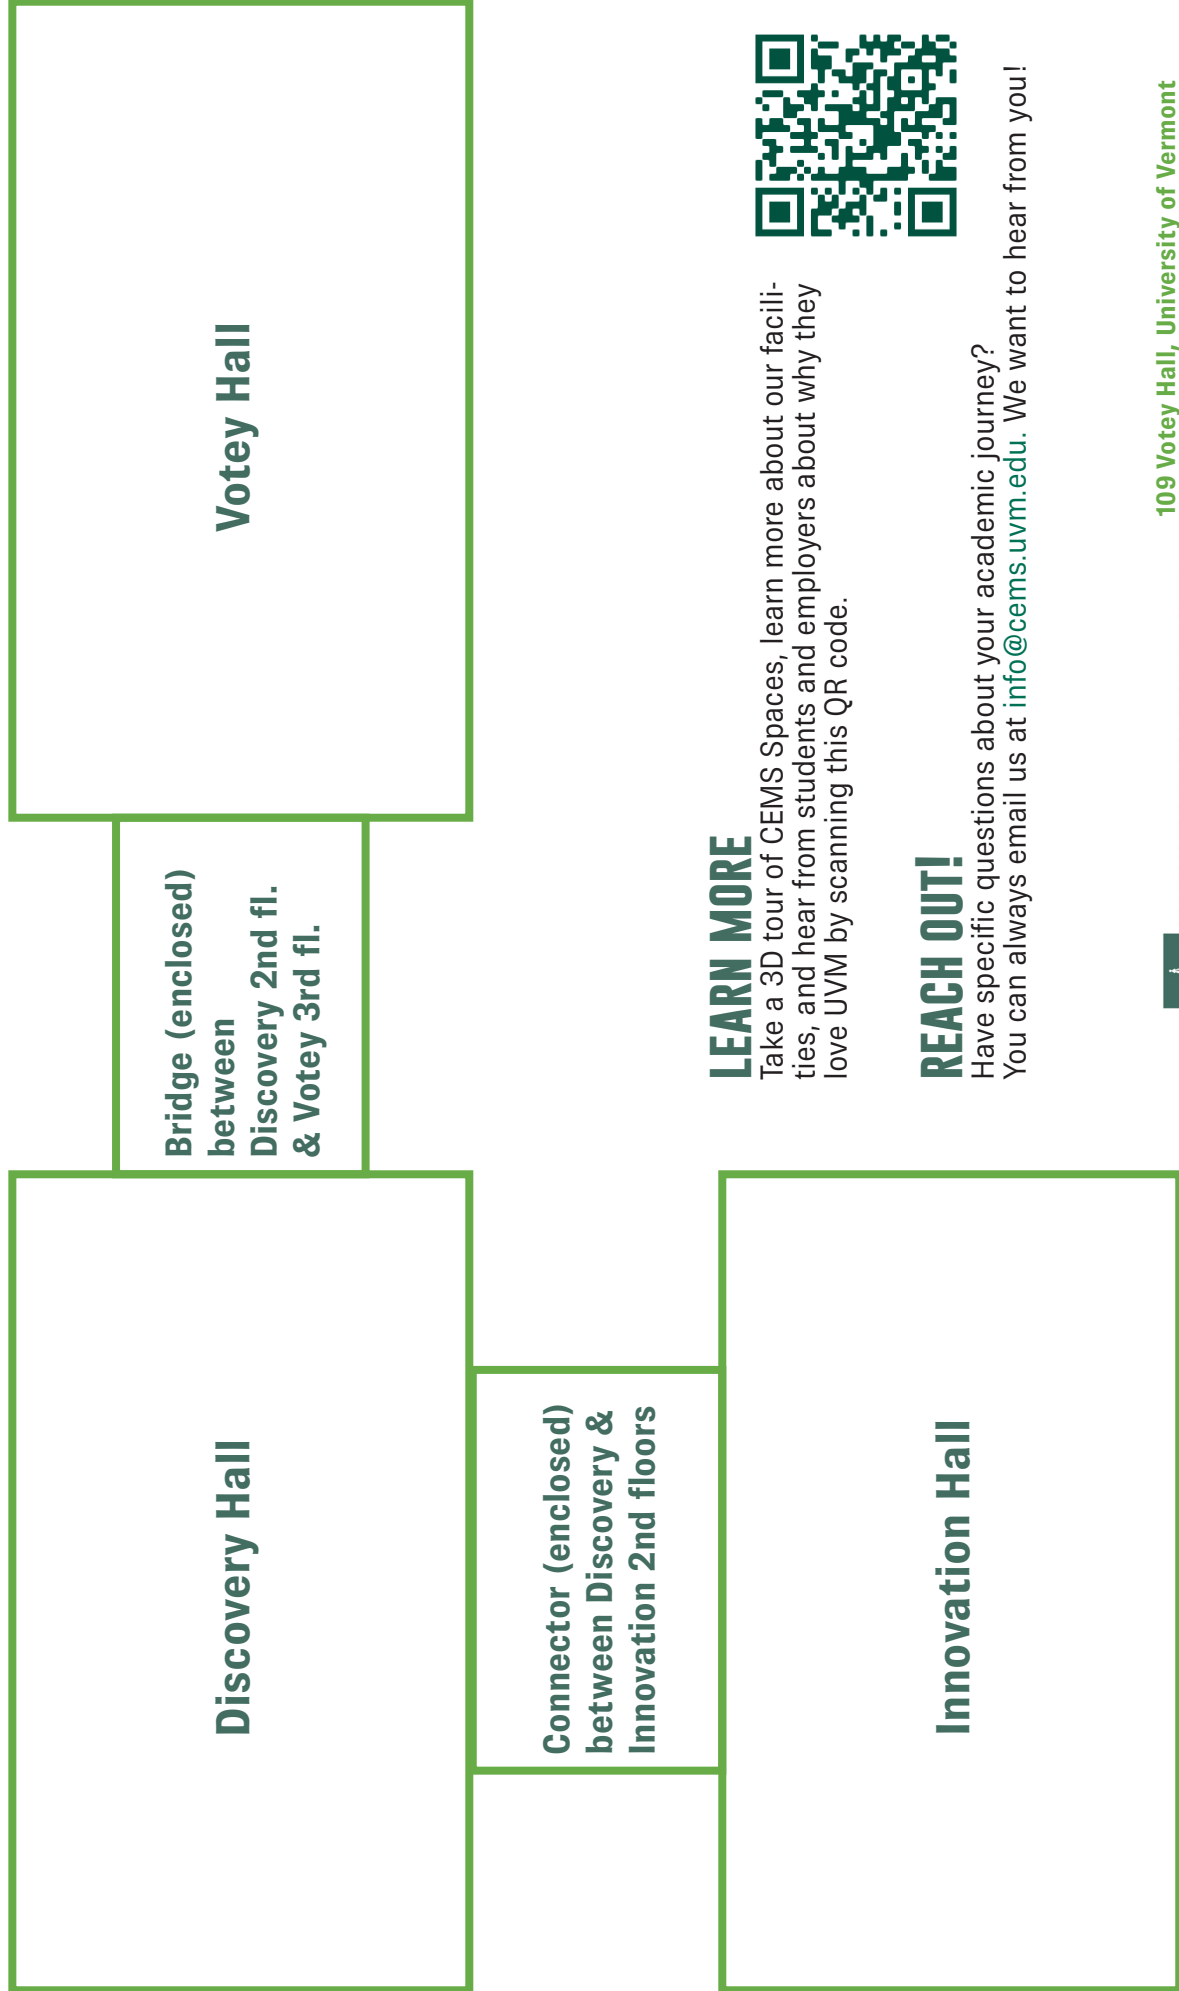 Discovery Hall
Bridge (enclosed)
between
Discovery 2nd fl.
& Votey 3rd fl.
Votey Hall
Connector (enclosed)
between Discovery &
Innovation 2nd floors
Innovation Hall
LEARN MORE
Take a 3D tour of CEMS Spaces, learn more about our facili-
ties, and hear from students and employers about why they
love UVM by scanning this QR code.
REACH OUT!
Have specific questions about your academic journey?
You can always email us at info@cems.uvm.edu. We want to hear from you!
109 Votey Hall, University of Vermont